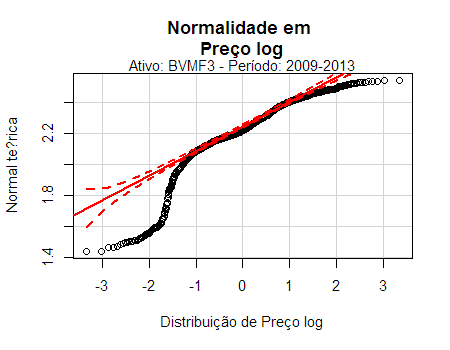 Normalidade em
Preço log
Ativo: BVMF3 - Período: 2009-2013
Normal te?rica
2.2
1.8
1.4
-3 -2 -1 0 1 2 3
Distribuição de Preço log